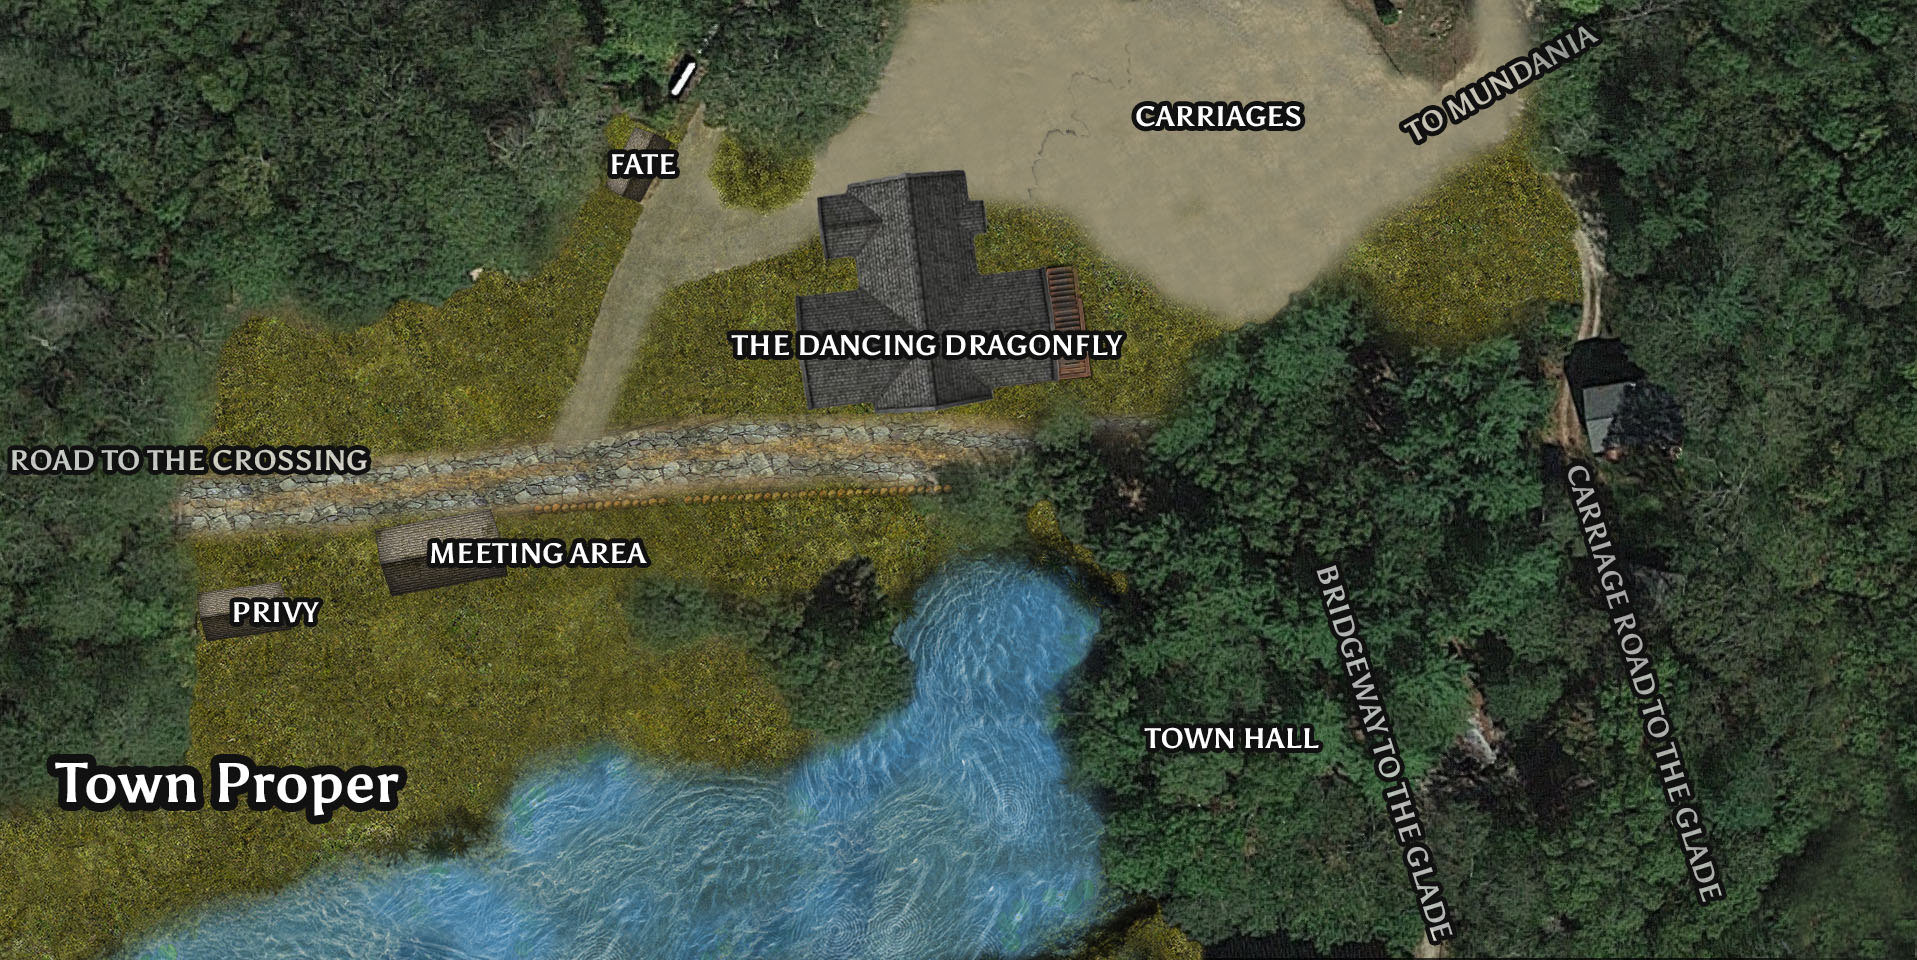 TO MUNDANIA
CARRIAGES
FATE
THE DANCING DRAGONFLY
ROAD TO THE CROSSING
MEETING AREA
PRIVY
CARRIAGE ROAD TO THE GLADE
BRIDGEWAY TO THE GLADE
TOWN HALL
Town Proper